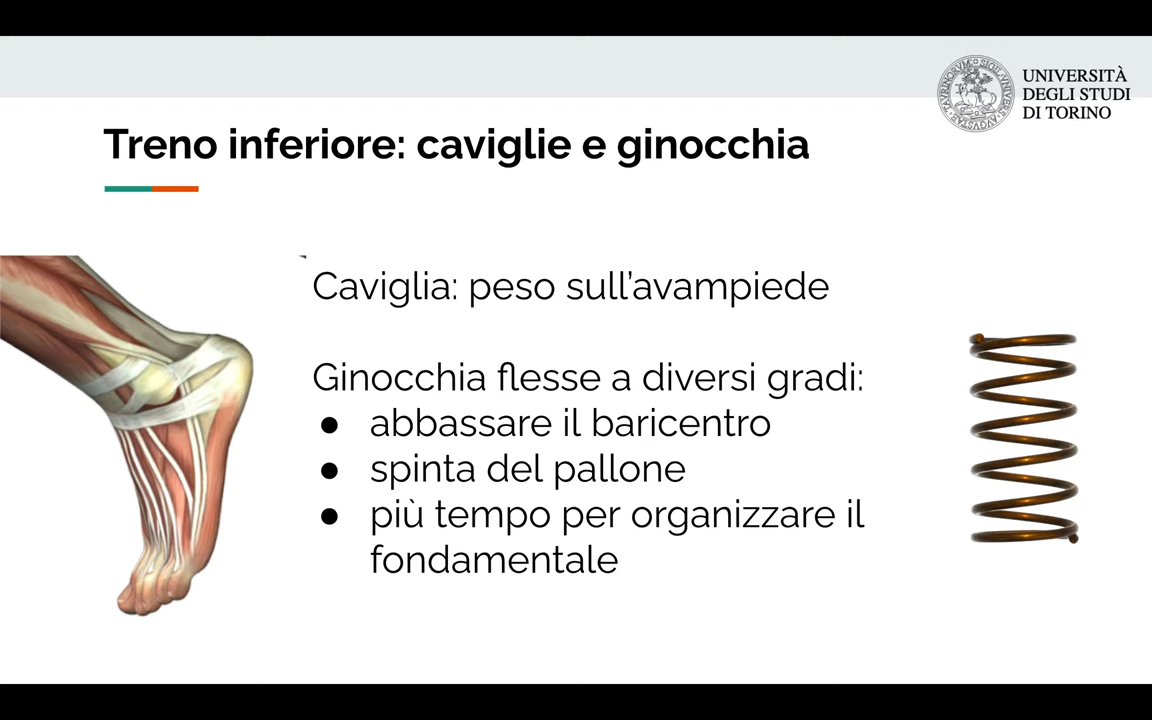 UNIVERSITÀ
DEGLI STUDI
DI TORINO
Treno inferiore: caviglie e ginocchia
Caviglia: peso sull'avampiede
Ginocchia flesse a diversi gradi:
● abbassare il baricentro
● spinta del pallone
● più tempo per organizzare il
fondamentale